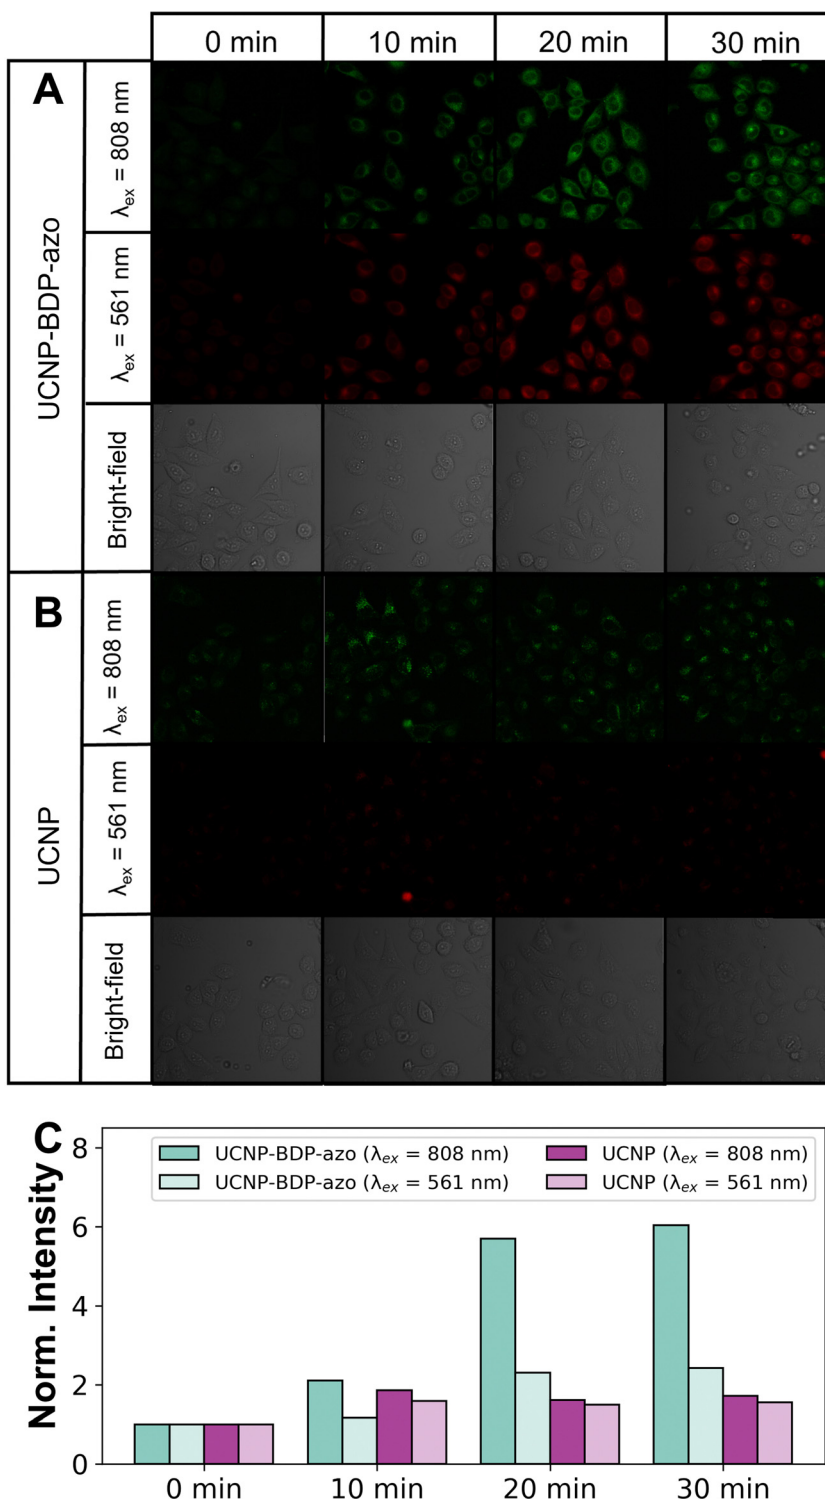 0 min 10 min 20 min 30 min
A
UCNP-BDP-azo
λex = 808 nm
λex = 561 nm
Bright-field
B
UCNP
λex = 808 nm
λex = 561 nm
Bright-field
C
Norm. Intensity
8
6
4
2
0
UCNP-BDP-azo (λex = 808 nm)
UCNP-BDP-azo (λex = 561 nm)
UCNP (λex = 808 nm)
UCNP (λex = 561 nm)
0 min 10 min 20 min 30 min